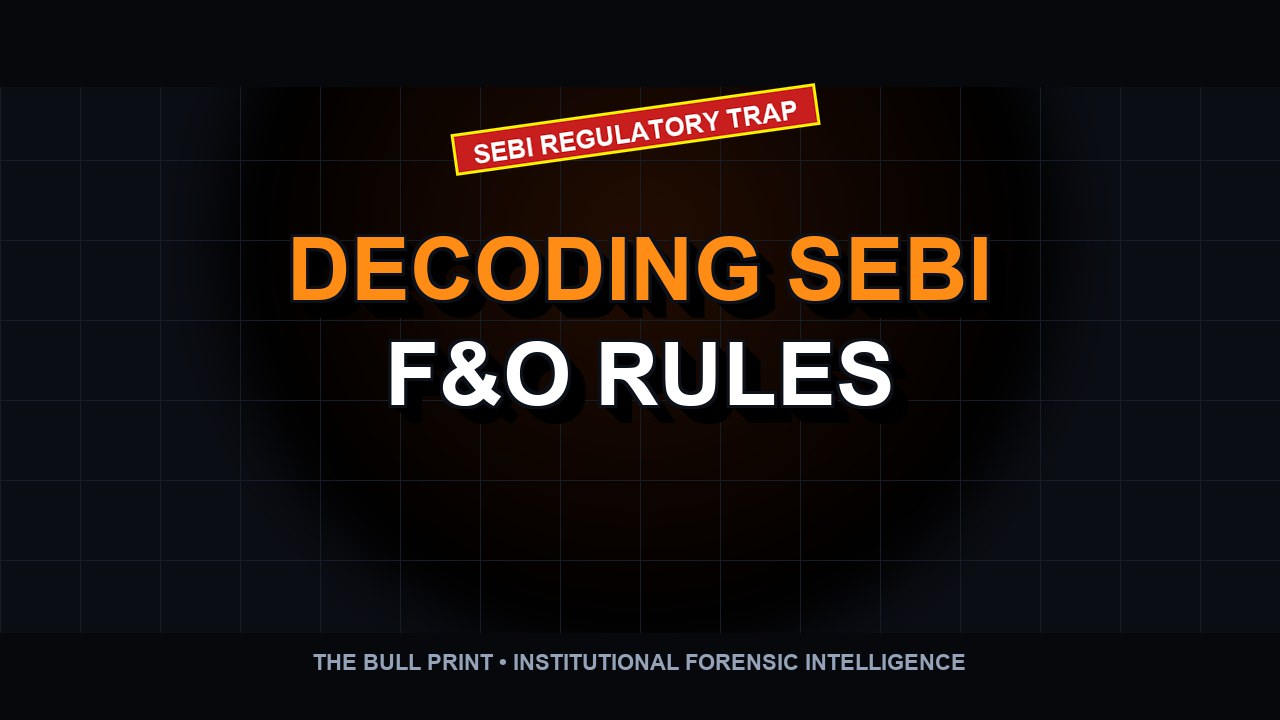 SEBI REGULATORY TRAP
DECODING SEBI
F&O RULES
THE BULL PRINT • INSTITUTIONAL FORENSIC INTELLIGENCE